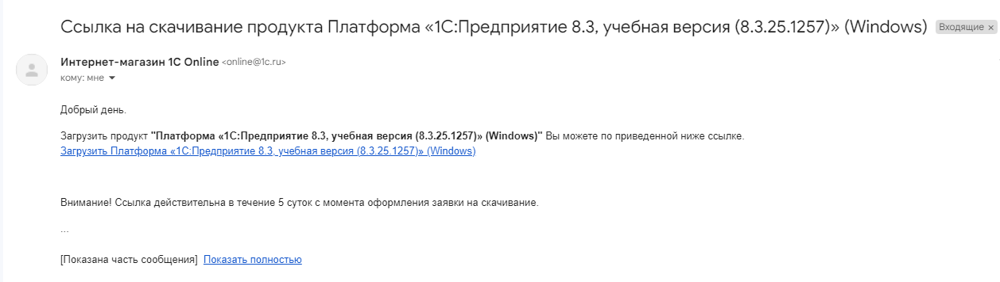 Ссылка на скачивание продукта Платформа «1С:Предприятие 8.3, учебная версия (8.3.25.1257)» (Windows) Входящие ×
Интернет-магазин 1С Online <online@1c.ru>
кому: мне
Добрый день.
Загрузить продукт "Платформа «1С:Предприятие 8.3, учебная версия (8.3.25.1257)» (Windows)" Вы можете по приведенной ниже ссылке.
Загрузить Платформа «1С:Предприятие 8.3, учебная версия (8.3.25.1257)» (Windows)
Внимание! Ссылка действительна в течение 5 суток с момента оформления заявки на скачивание.
...
[Показана часть сообщения] Показать полностью